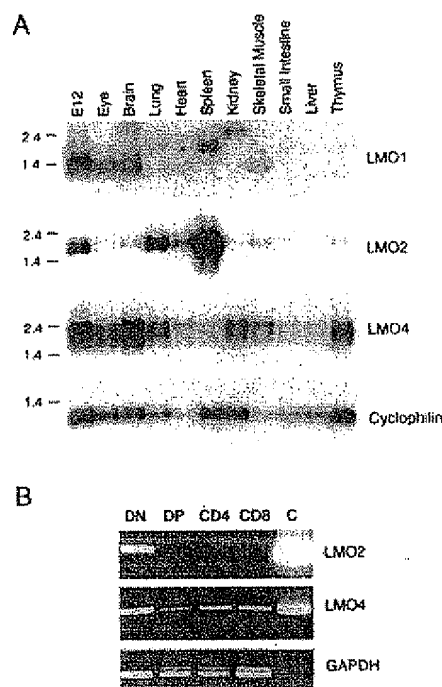 A
E12 Eye Brain Lung Heart Spleen Kidney Skeletal Muscle Small Intestine Liver Thymus
2.4
1.4
LMO1
2.4
1.4
LMO2
2.4
1.4
LMO4
1.4
Cyclophilin
B
DN DP CD4 CD8 C
LMO2
LMO4
GAPDH